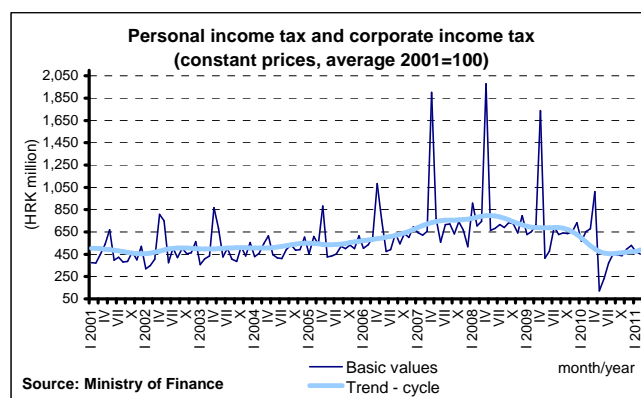 Personal income tax and corporate income tax
(constant prices, average 2001=100)
2,050
1,850
1,650
1,450
1,250
1,050
850
650
450
250
50
(HRK million)
I 2001
IV
VII
X
I 2002
IV
VII
X
I 2003
IV
VII
X
I 2004
IV
VII
X
I 2005
IV
VII
X
I 2006
IV
VII
X
I 2007
IV
VII
X
I 2008
IV
VII
X
I 2009
IV
VII
X
I 2010
IV
VII
X
I 2011
Basic values
month/year
Trend - cycle
Source: Ministry of Finance